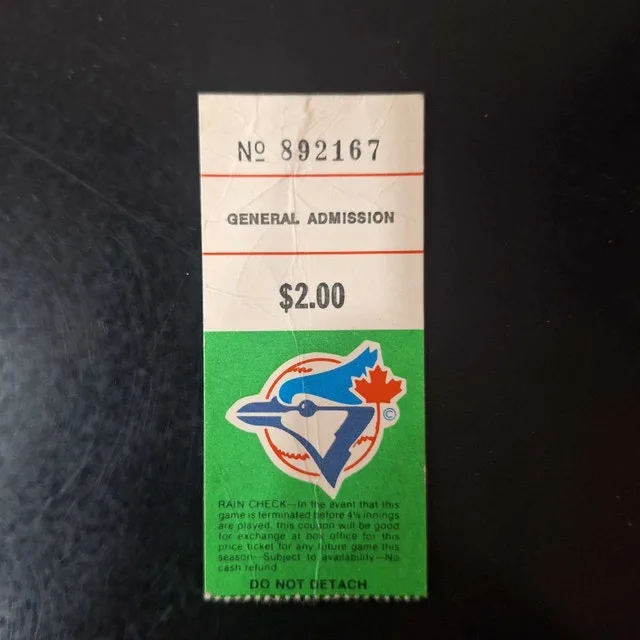 Nº 892167
GENERAL ADMISSION
$2.00
©
RAIN CHECK—In the event that this
game is terminated before 4½ innings
are played, this coupon will be good
for exchange at box office for this
price ticket for any future game this
season—Subject to availability—No
cash refund
DO NOT DETACH